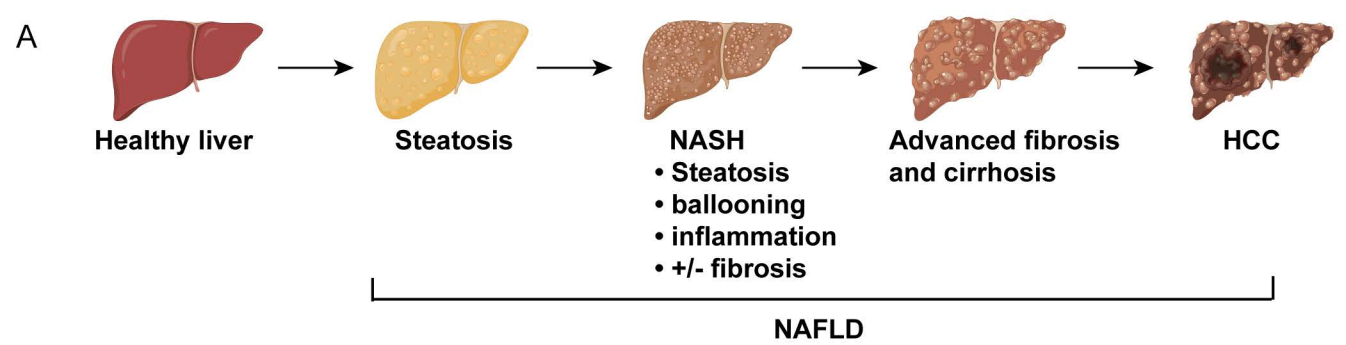 A
Healthy liver
Steatosis
NASH
• Steatosis
• ballooning
• inflammation
• +/- fibrosis
Advanced fibrosis
and cirrhosis
HCC
NAFLD